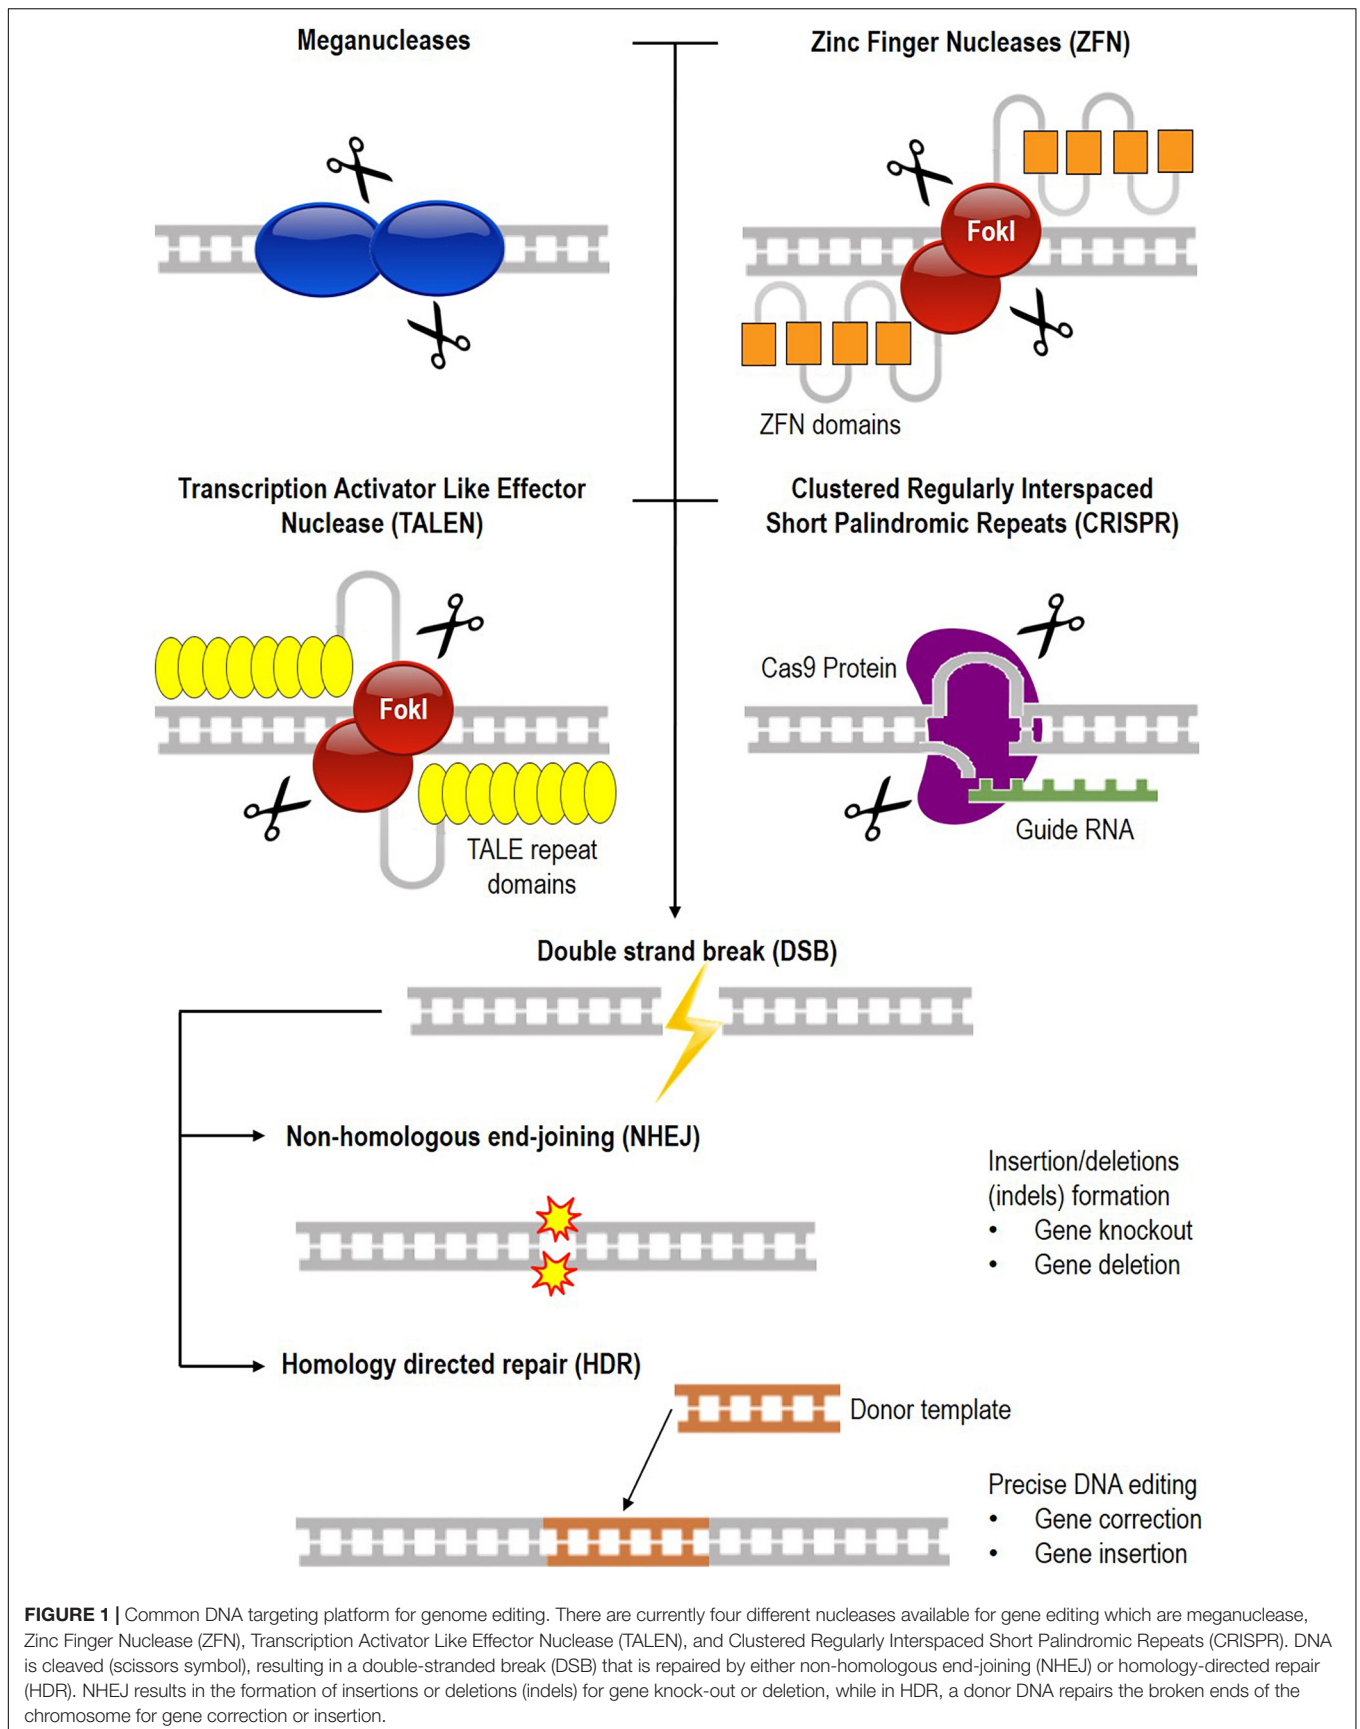 Meganucleases
Zinc Finger Nucleases (ZFN)
FokI
ZFN domains
Transcription Activator Like Effector
Nuclease (TALEN)
Clustered Regularly Interspaced
Short Palindromic Repeats (CRISPR)
FokI
TALE repeat
domains
Cas9 Protein
Guide RNA
Double strand break (DSB)
Non-homologous end-joining (NHEJ)
Insertion/deletions
(indels) formation
• Gene knockout
• Gene deletion
Homology directed repair (HDR)
Donor template
Precise DNA editing
• Gene correction
• Gene insertion
FIGURE 1 | Common DNA targeting platform for genome editing. There are currently four different nucleases available for gene editing which are meganuclease,
Zinc Finger Nuclease (ZFN), Transcription Activator Like Effector Nuclease (TALEN), and Clustered Regularly Interspaced Short Palindromic Repeats (CRISPR). DNA
is cleaved (scissors symbol), resulting in a double-stranded break (DSB) that is repaired by either non-homologous end-joining (NHEJ) or homology-directed repair
(HDR). NHEJ results in the formation of insertions or deletions (indels) for gene knock-out or deletion, while in HDR, a donor DNA repairs the broken ends of the
chromosome for gene correction or insertion.